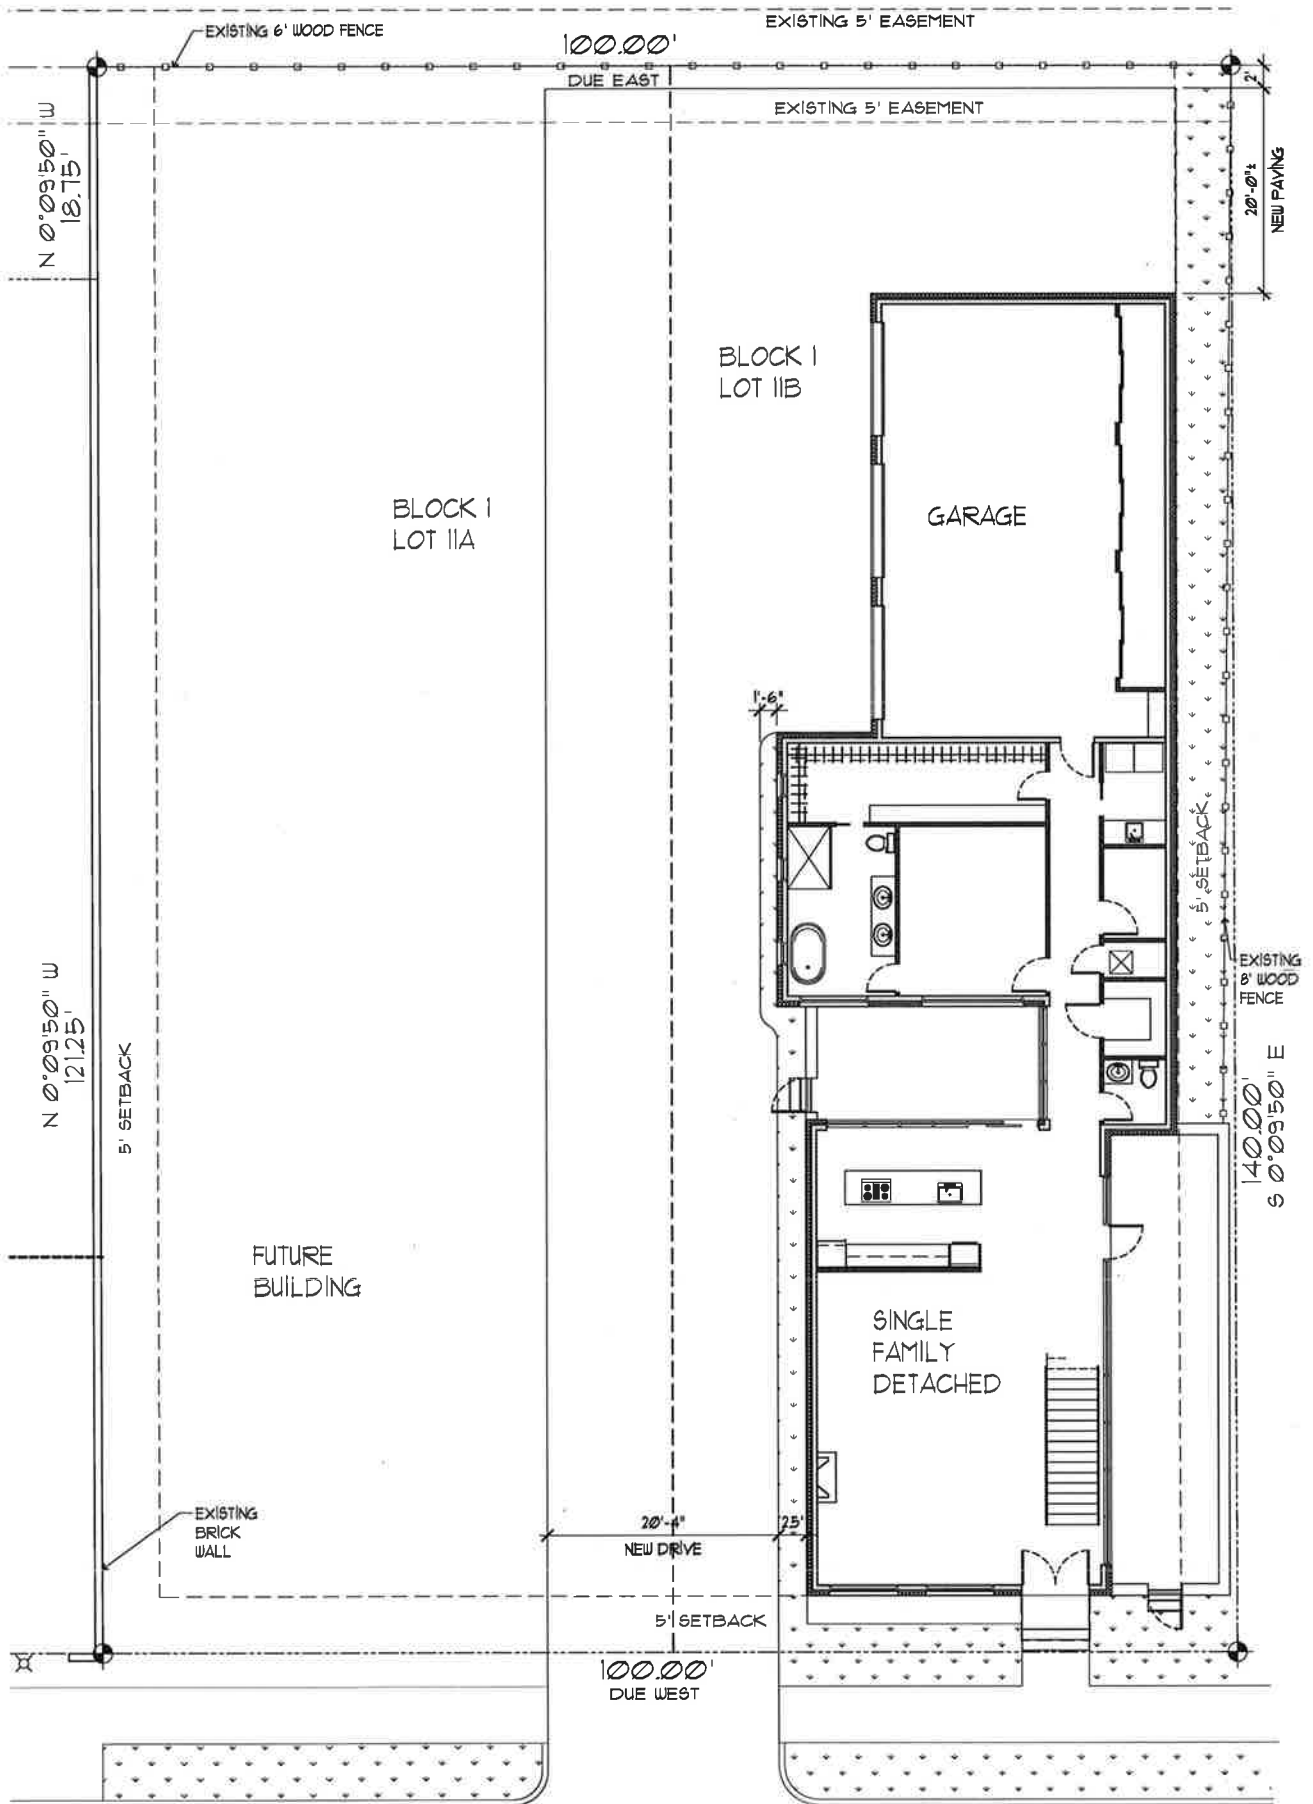 EXISTING 5' EASEMENT
EXISTING 6' WOOD FENCE
100.00'
DUE EAST
2'
EXISTING 5' EASEMENT
N 0°09'50" W
18.75'
20'-0"±
NEW PAVING
BLOCK 1
LOT 11B
BLOCK 1
LOT 11A
GARAGE
1'-6"
5' SETBACK
EXISTING
8' WOOD
FENCE
N 0°09'50" W
121.25'
5' SETBACK
140.00'
S 0°09'50" E
FUTURE
BUILDING
SINGLE
FAMILY
DETACHED
EXISTING
BRICK
WALL
20'-4"
NEW DRIVE
2.5'
5' SETBACK
100.00'
DUE WEST